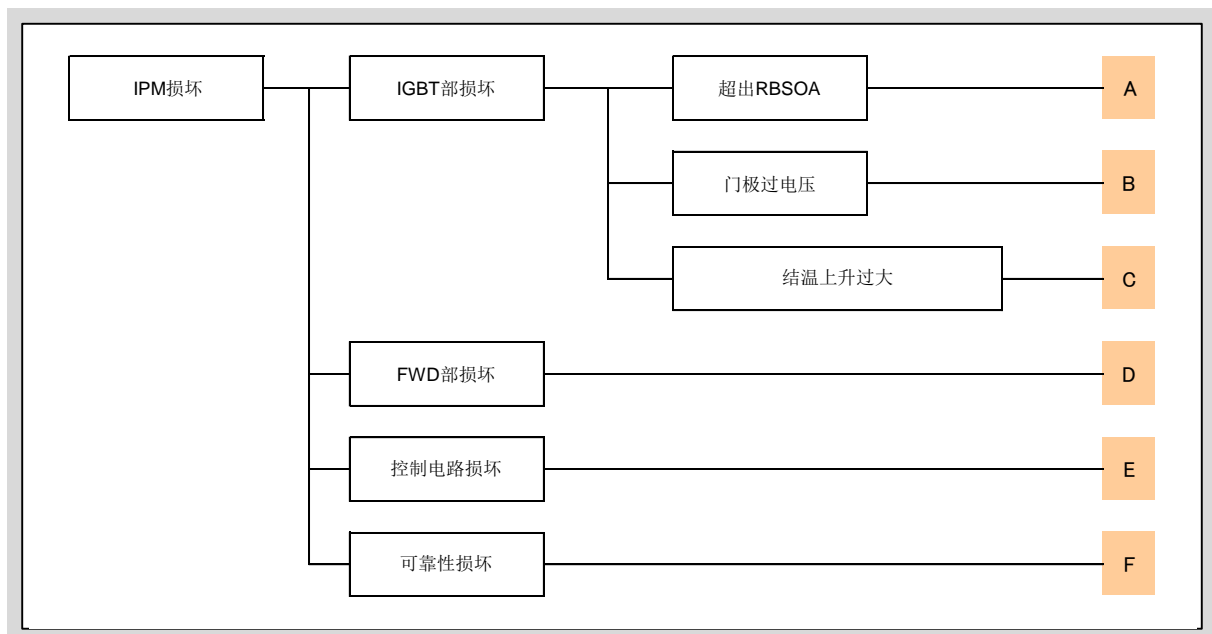 IPM损坏
IGBT部损坏
超出RBSOA
A
门极过电压
B
结温上升过大
C
FWD部损坏
D
控制电路损坏
E
可靠性损坏
F